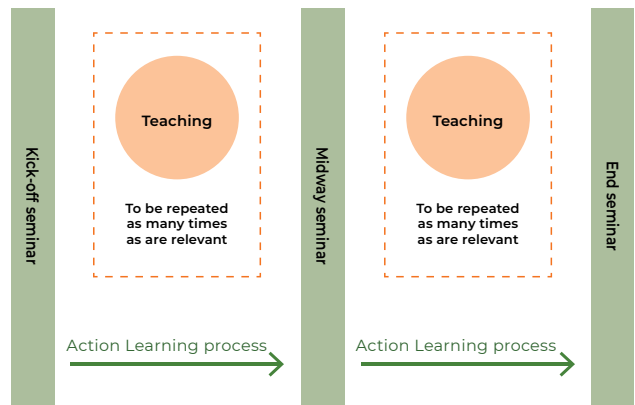 Kick-off seminar
Teaching
To be repeated
as many times
as are relevant
Action Learning process
Midway seminar
Teaching
To be repeated
as many times
as are relevant
Action Learning process
End seminar